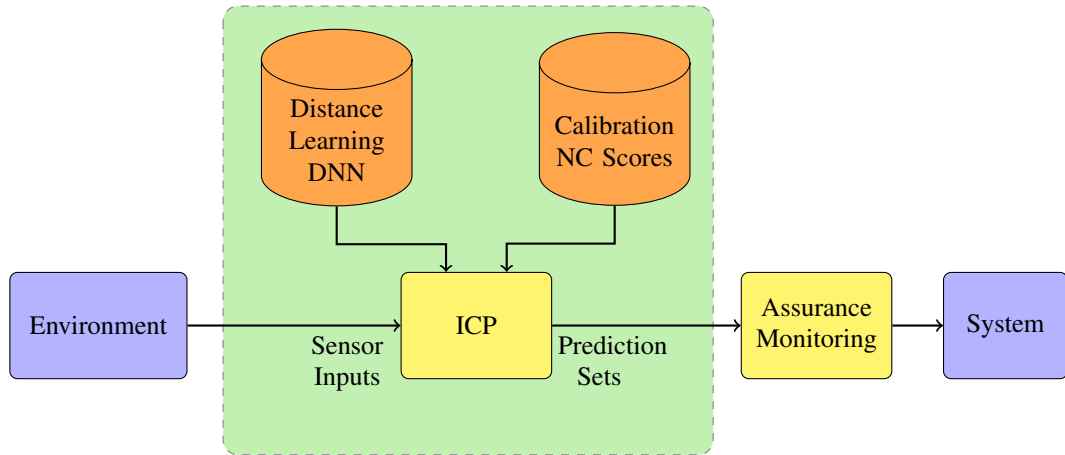 Distance
Learning
DNN
Calibration
NC Scores
Environment
Sensor
Inputs
ICP
Prediction
Sets
Assurance
Monitoring
System